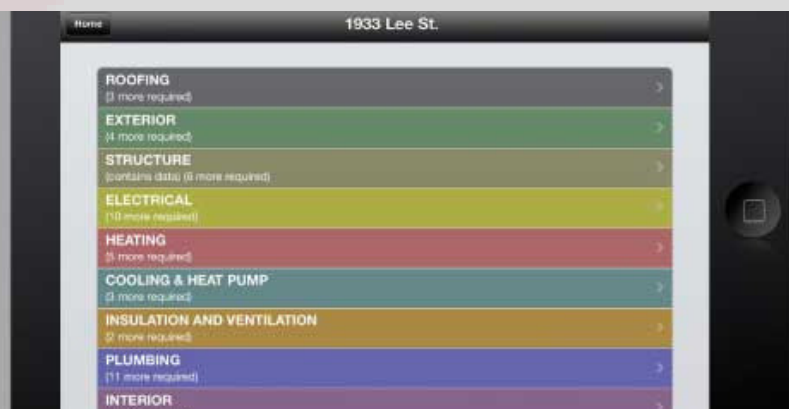 Home
1933 Lee St.
ROOFING
(3 more required)
EXTERIOR
(4 more required)
STRUCTURE
(contains data) (6 more required)
ELECTRICAL
(10 more required)
HEATING
(5 more required)
COOLING & HEAT PUMP
(3 more required)
INSULATION AND VENTILATION
(2 more required)
PLUMBING
(11 more required)
INTERIOR